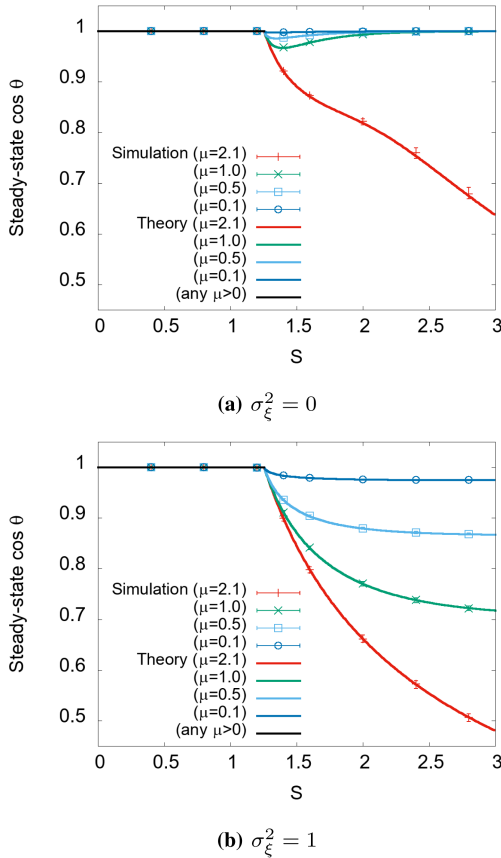 1
0.9
0.8
0.7
0.6
0.5
Steady-state cos θ
Simulation (μ=2.1)
(μ=1.0)
(μ=0.5)
(μ=0.1)
Theory (μ=2.1)
(μ=1.0)
(μ=0.5)
(μ=0.1)
(any μ>0)
0 0.5 1 1.5 2 2.5 3
S
(a) σ²_ξ = 0
1
0.9
0.8
0.7
0.6
0.5
Steady-state cos θ
Simulation (μ=2.1)
(μ=1.0)
(μ=0.5)
(μ=0.1)
Theory (μ=2.1)
(μ=1.0)
(μ=0.5)
(μ=0.1)
(any μ>0)
0 0.5 1 1.5 2 2.5 3
S
(b) σ²_ξ = 1